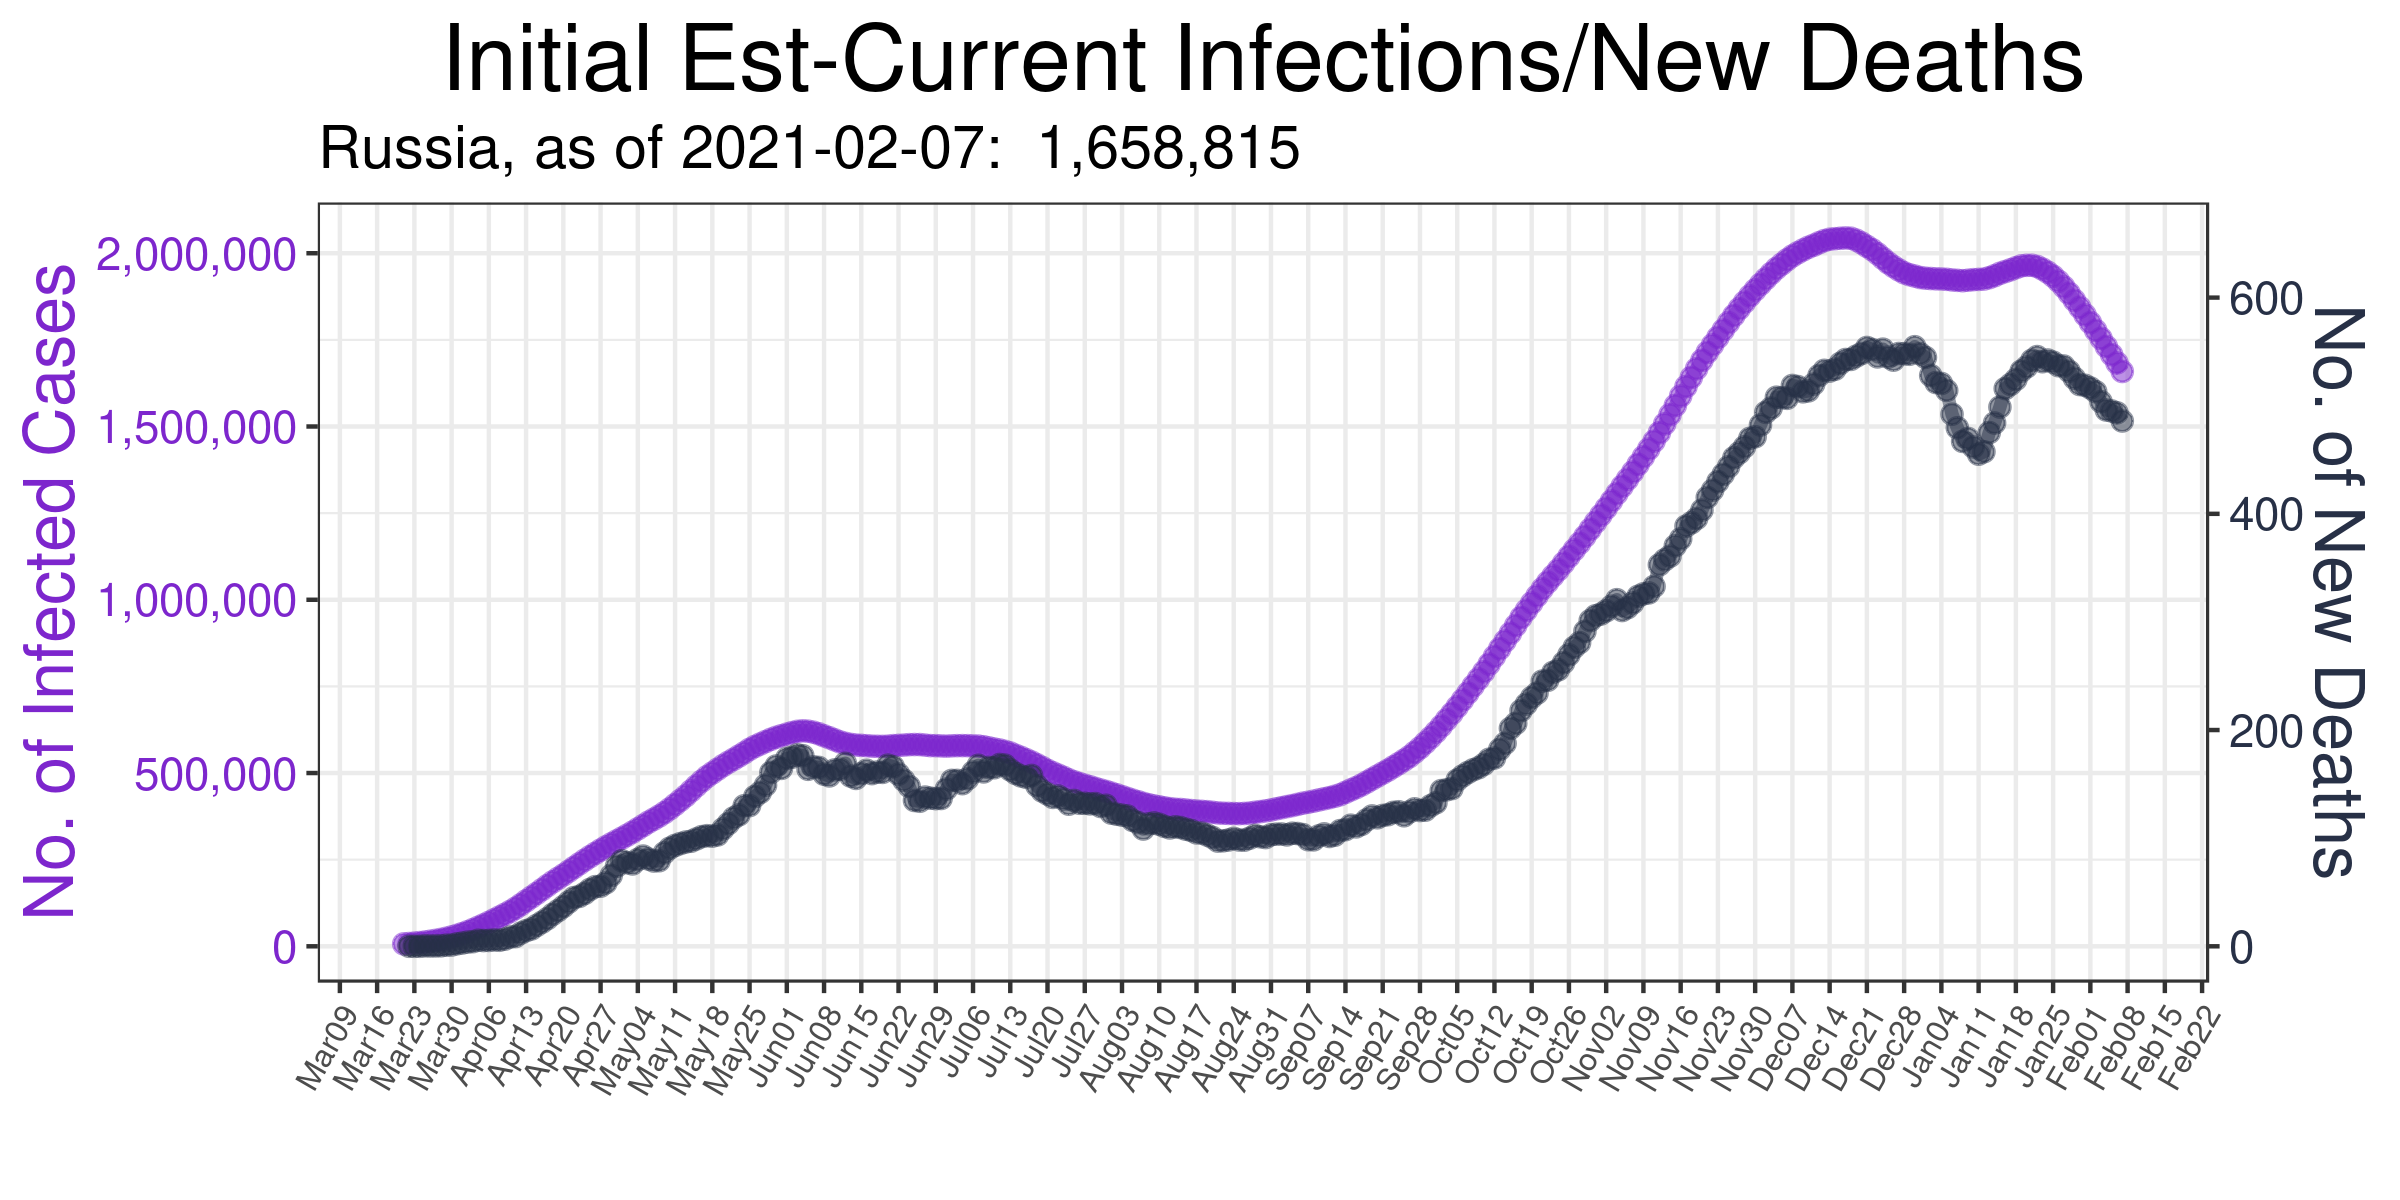 Initial Est-Current Infections/New Deaths
Russia, as of 2021-02-07: 1,658,815
No. of Infected Cases
2,000,000
1,500,000
1,000,000
500,000
0
600
400
200
0
No. of New Deaths
Mar09
Mar16
Mar23
Mar30
Apr06
Apr13
Apr20
Apr27
May04
May11
May18
May25
Jun01
Jun08
Jun15
Jun22
Jun29
Jul06
Jul13
Jul20
Jul27
Aug03
Aug10
Aug17
Aug24
Aug31
Sep07
Sep14
Sep21
Sep28
Oct05
Oct12
Oct19
Oct26
Nov02
Nov09
Nov16
Nov23
Nov30
Dec07
Dec14
Dec21
Dec28
Jan04
Jan11
Jan18
Jan25
Feb01
Feb08
Feb15
Feb22